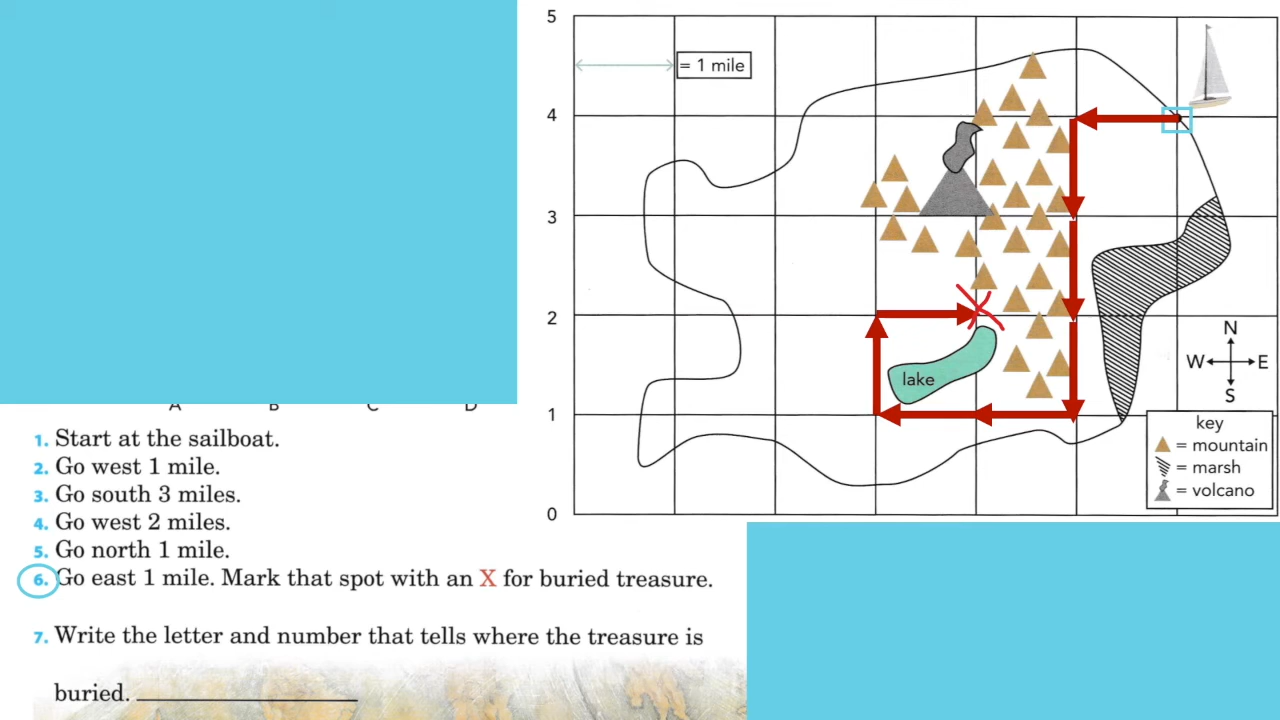 5
= 1 mile
4
3
2
N
W E
S
lake
1
key
= mountain
= marsh
= volcano
0
A B C D
1. Start at the sailboat.
2. Go west 1 mile.
3. Go south 3 miles.
4. Go west 2 miles.
5. Go north 1 mile.
6. Go east 1 mile. Mark that spot with an X for buried treasure.
7. Write the letter and number that tells where the treasure is
buried.